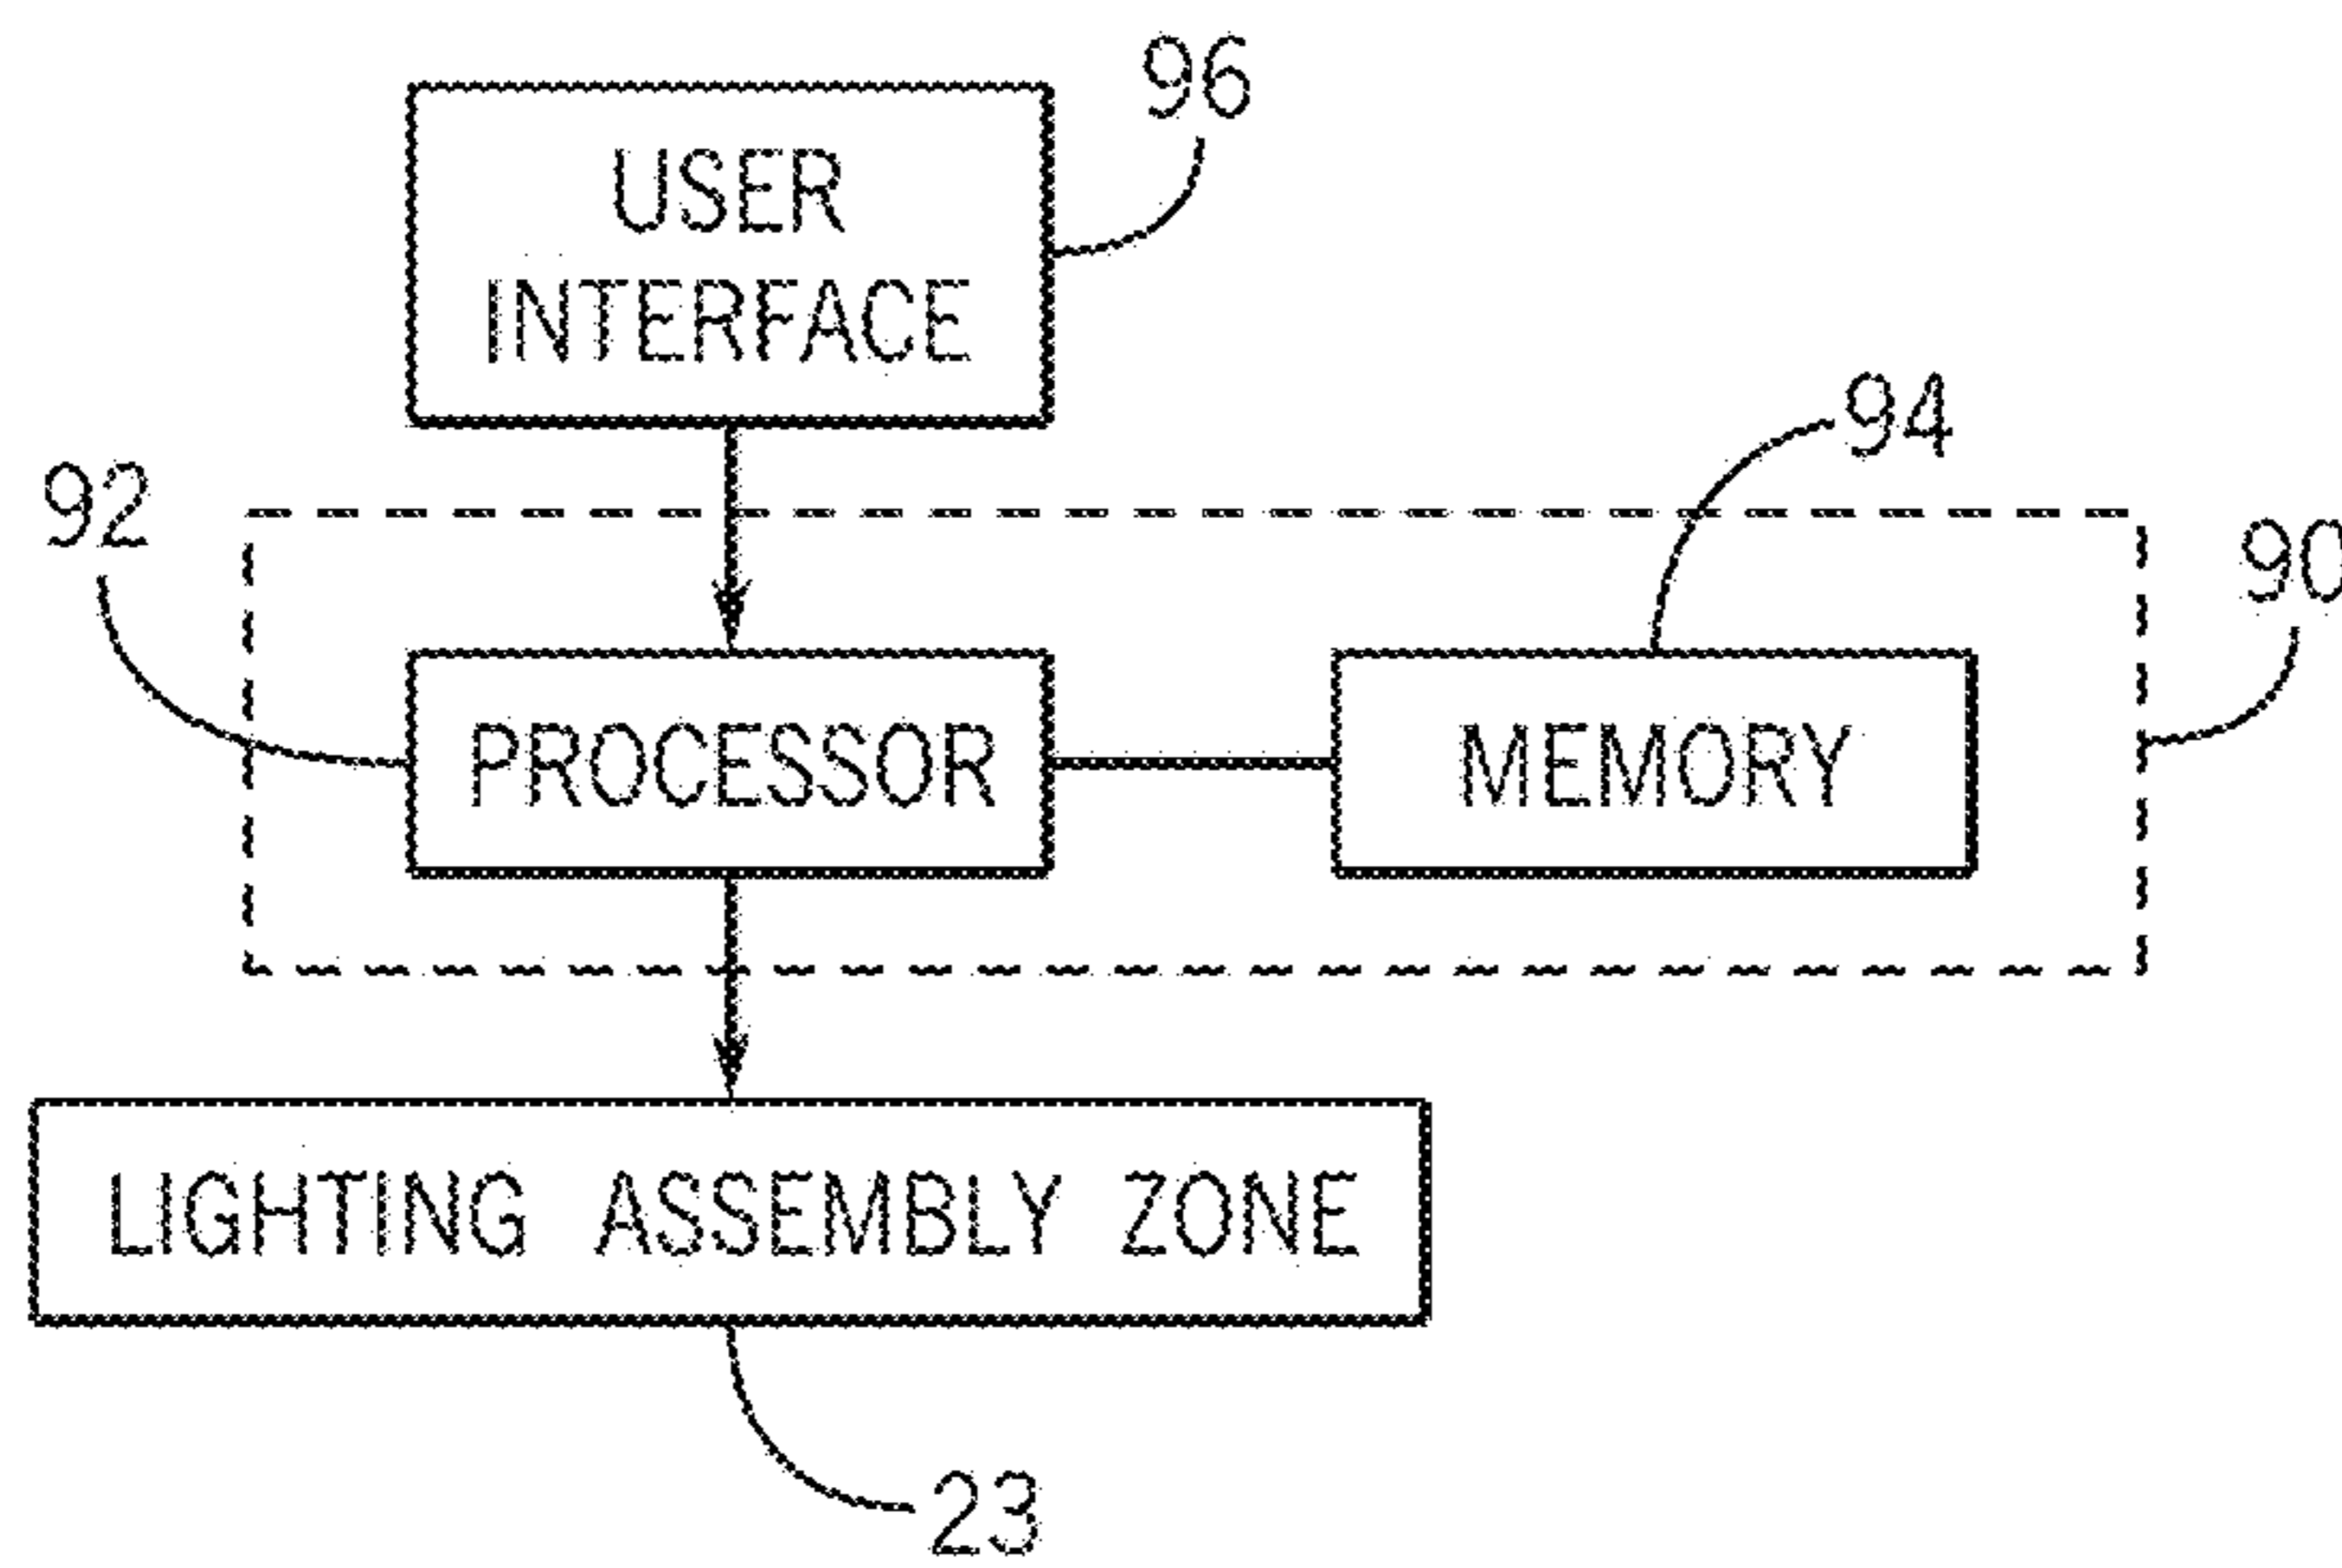 96
USER
INTERFACE
94
92
90
PROCESSOR
MEMORY
LIGHTING ASSEMBLY ZONE
23